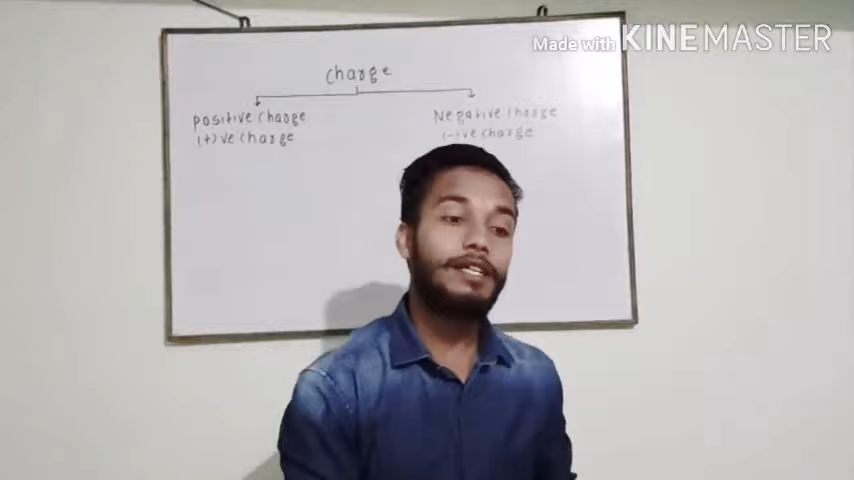 Made with KINEMASTER
charge
positive charge
(+)ve charge
Negative charge
(-)ve charge